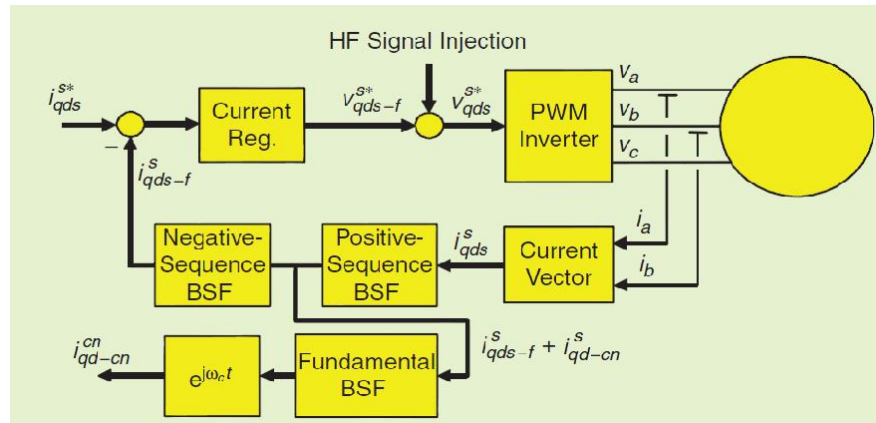 HF Signal Injection
i^{s*}_{qds}
Current
Reg.
v^{s*}_{qds-f}
v^{s*}_{qds}
PWM
Inverter
v_a
v_b
v_c
−
i^s_{qds-f}
Negative-
Sequence
BSF
Positive-
Sequence
BSF
i^s_{qds}
Current
Vector
i_a
i_b
i^{cn}_{qd-cn}
e^{jω_c t}
Fundamental
BSF
i^s_{qds-f} + i^s_{qd-cn}